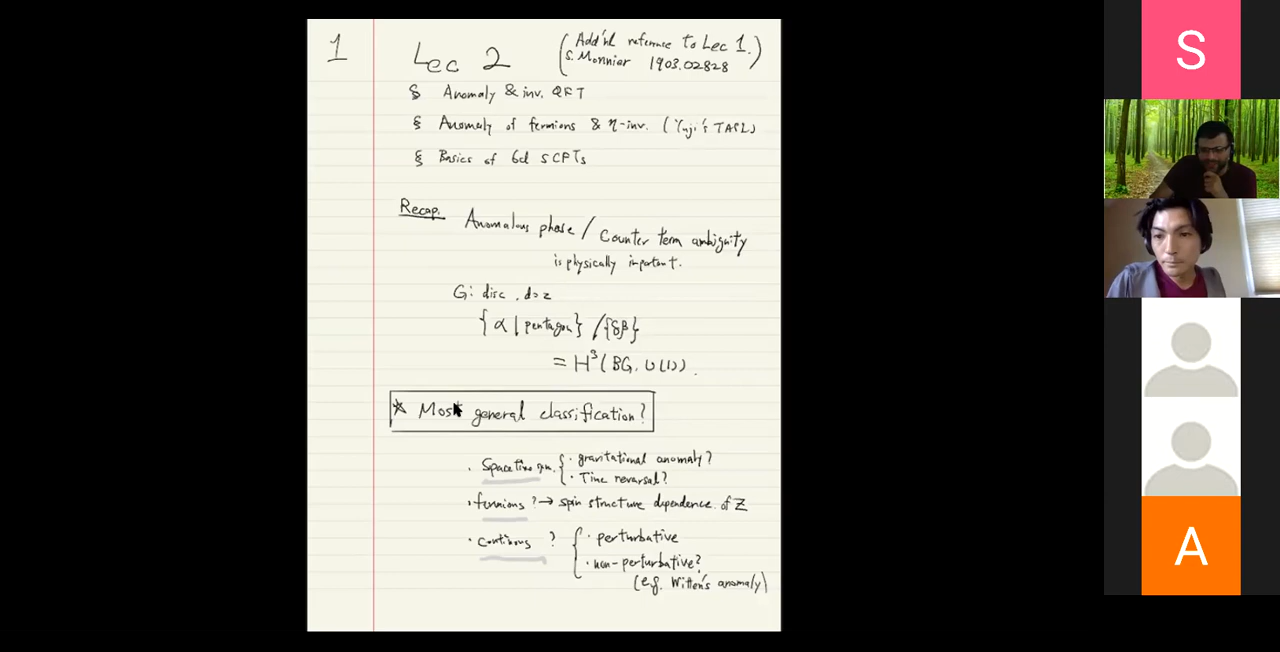 1
Lec 2
(Add'nl reference to Lec 1.)
S. Monnier 1903.02828
§ Anomaly & inv. QFT
§ Anomaly of fermions & η-inv. (Yuji's TASI)
§ Basics of 6d SCFTs
Recap. Anomalous phase / Counter term ambiguity
is physically important.
G: disc, d=2
{α | pentagon} / {δβ}
= H³(BG, U(1)).
☆ Most general classification?
· Spacetime sym. { · gravitational anomaly?
· Time reversal?
· fermions? → spin structure dependence of Z
· Continous ? { · perturbative
· non-perturbative?
(e.g. Witten's anomaly)
S
A